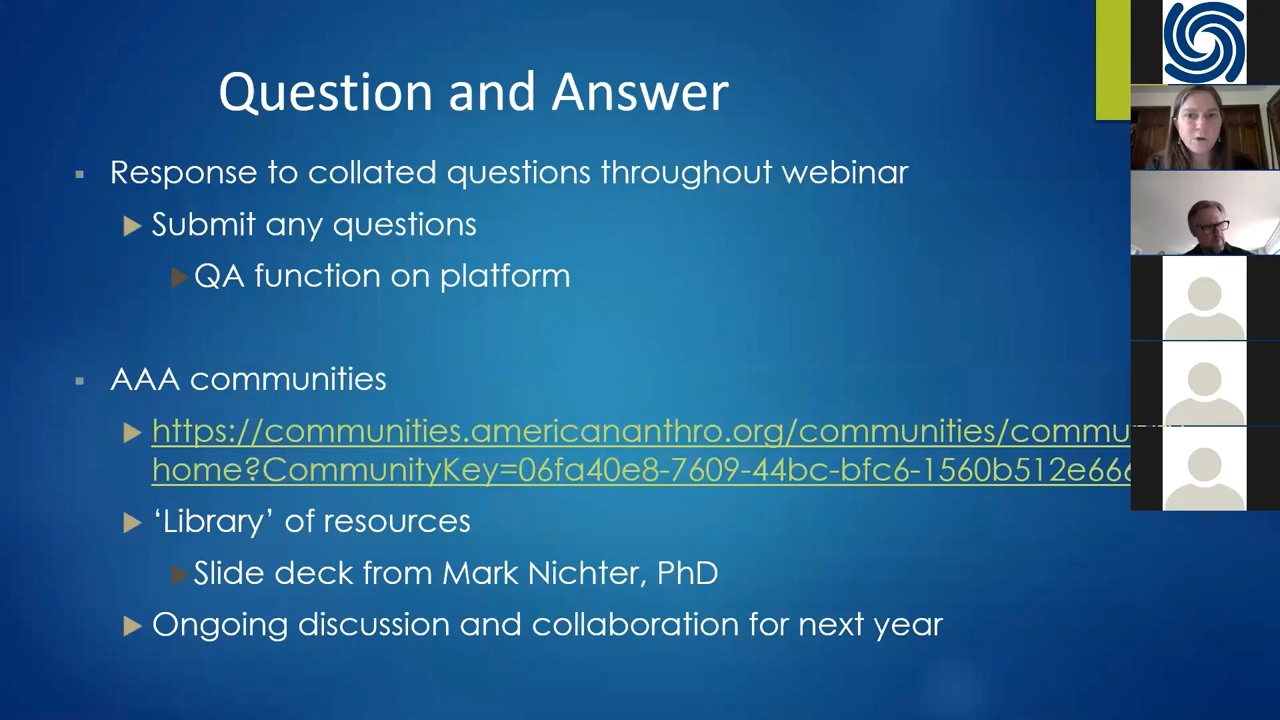 Question and Answer
Response to collated questions throughout webinar
Submit any questions
QA function on platform
AAA communities
https://communities.americananthro.org/communities/commu
home?CommunityKey=06fa40e8-7609-44bc-bfc6-1560b512e666
‘Library’ of resources
Slide deck from Mark Nichter, PhD
Ongoing discussion and collaboration for next year